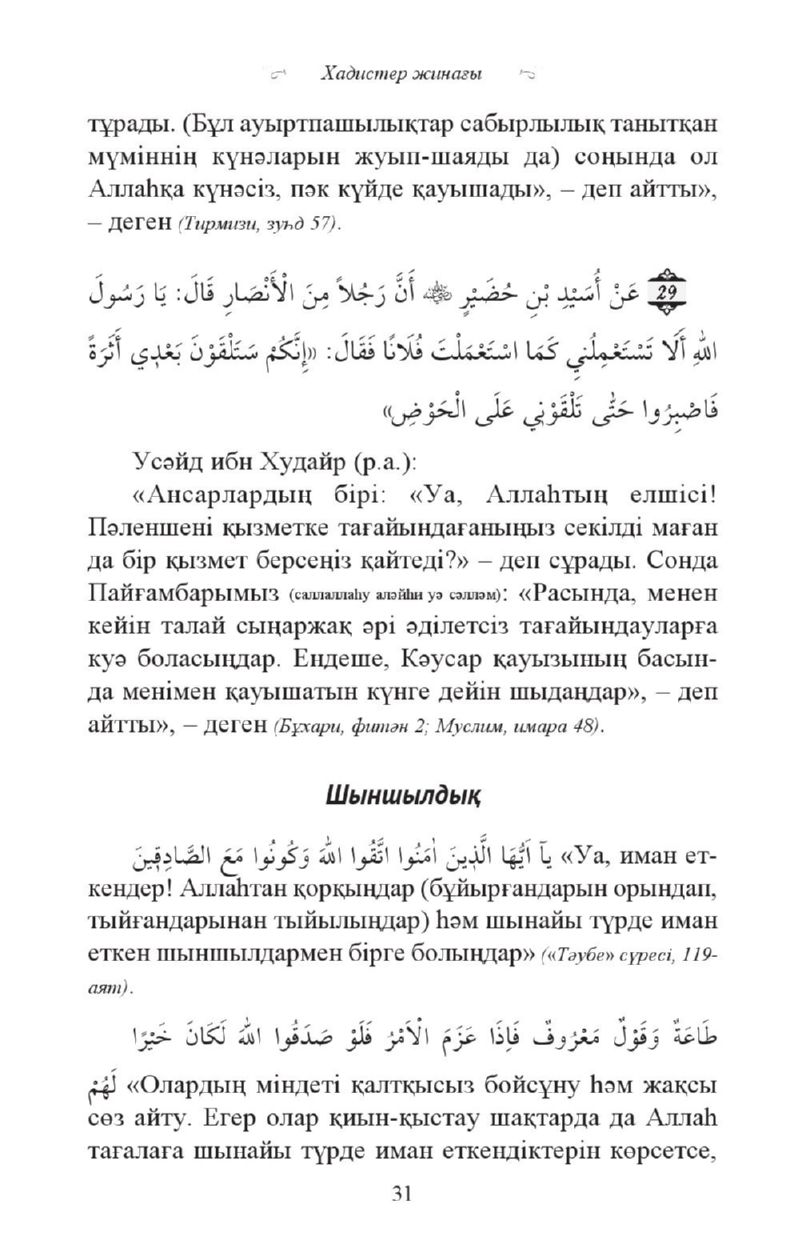 Хадистер жинағы
тұрады. (Бұл ауыртпашылықтар сабырлылық танытқан
мүміннің күнәларын жуып-шаяды да) соңында ол
Аллаһқа күнәсіз, пәк күйде қауышады», – деп айтты»,
– деген (Тирмизи, зуһд 57).
29 عَنْ أُسَيْدِ بْنِ حُضَيْرٍ ﷺ أَنَّ رَجُلاً مِنَ الْأَنْصَارِ قَالَ: يَا رَسُولَ
اللهِ أَلَا تَسْتَعْمِلُنِي كَمَا اسْتَعْمَلْتَ فُلَانًا فَقَالَ: «إِنَّكُمْ سَتَلْقَوْنَ بَعْدِي أَثَرَةً
فَاصْبِرُوا حَتَّى تَلْقَوْنِي عَلَى الْحَوْضِ»
Усәйд ибн Худайр (р.а.):
«Ансарлардың бірі: «Уа, Аллаһтың елшісі!
Пәленшені қызметке тағайындағаныңыз секілді маған
да бір қызмет берсеңіз қайтеді?» – деп сұрады. Сонда
Пайғамбарымыз (саллаллаһу аләйһи уә сәлләм): «Расында, менен
кейін талай сыңаржақ әрі әділетсіз тағайындауларға
куә боласыңдар. Ендеше, Кәусар қауызының басын-
да менімен қауышатын күнге дейін шыдаңдар», – деп
айтты», – деген (Бұхари, фитән 2; Муслим, имара 48).
Шыншылдық
يَآ اَيُّهَا الَّذِينَ اٰمَنُوا اتَّقُوا اللهَ وَكُونُوا مَعَ الصَّادِقِينَ «Уа, иман ет-
кендер! Аллаһтан қорқыңдар (бұйырғандарын орындап,
тыйғандарынан тыйылыңдар) һәм шынайы түрде иман
еткен шыншылдармен бірге болыңдар» («Тәубе» сүресі, 119-
аят).
طَاعَةٌ وَقَوْلٌ مَعْرُوفٌ فَاِذَا عَزَمَ الْاَمْرُ فَلَوْ صَدَقُوا اللهَ لَكَانَ خَيْرًا
لَهُمْ «Олардың міндеті қалтқысыз бойсұну һәм жақсы
сөз айту. Егер олар қиын-қыстау шақтарда да Аллаһ
тағалаға шынайы түрде иман еткендіктерін көрсетсе,
31